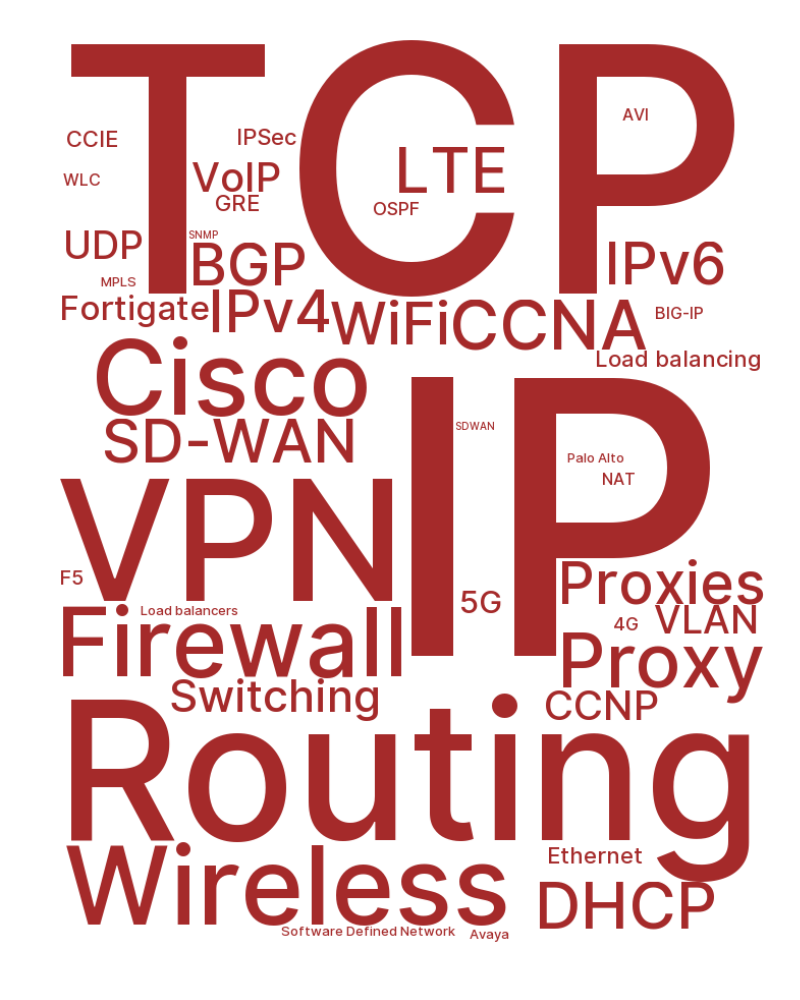 TCP
AVI
CCIE
IPSec
LTE
WLC
VoIP
GRE
OSPF
UDP
SNMP
BGP
IPv6
MPLS
Fortigate
IPv4
WiFi
CCNA
BIG-IP
Load balancing
Cisco
SD-WAN
IP
SDWAN
Palo Alto
NAT
VPN
F5
5G
Proxies
Load balancers
4G
VLAN
Firewall
Proxy
Switching
CCNP
Routing
Ethernet
Wireless
DHCP
Software Defined Network
Avaya